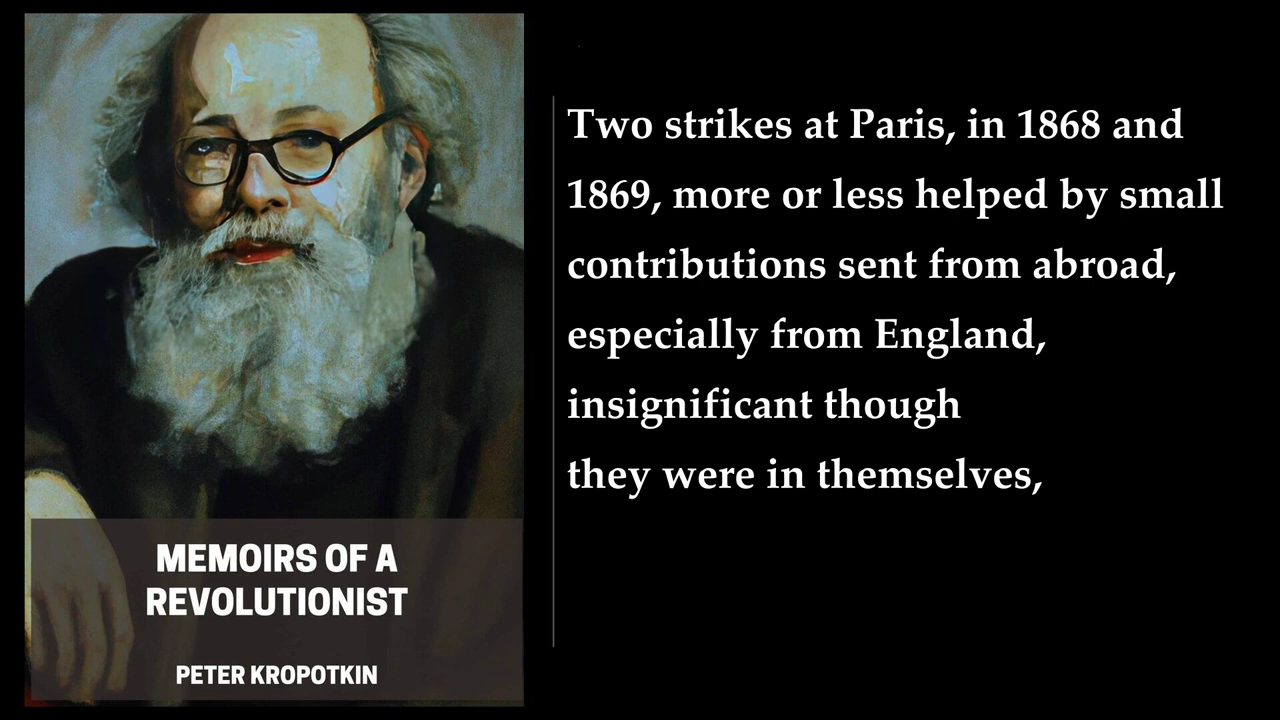 Two strikes at Paris, in 1868 and
1869, more or less helped by small
contributions sent from abroad,
especially from England,
insignificant though
they were in themselves,
MEMOIRS OF A
REVOLUTIONIST
PETER KROPOTKIN